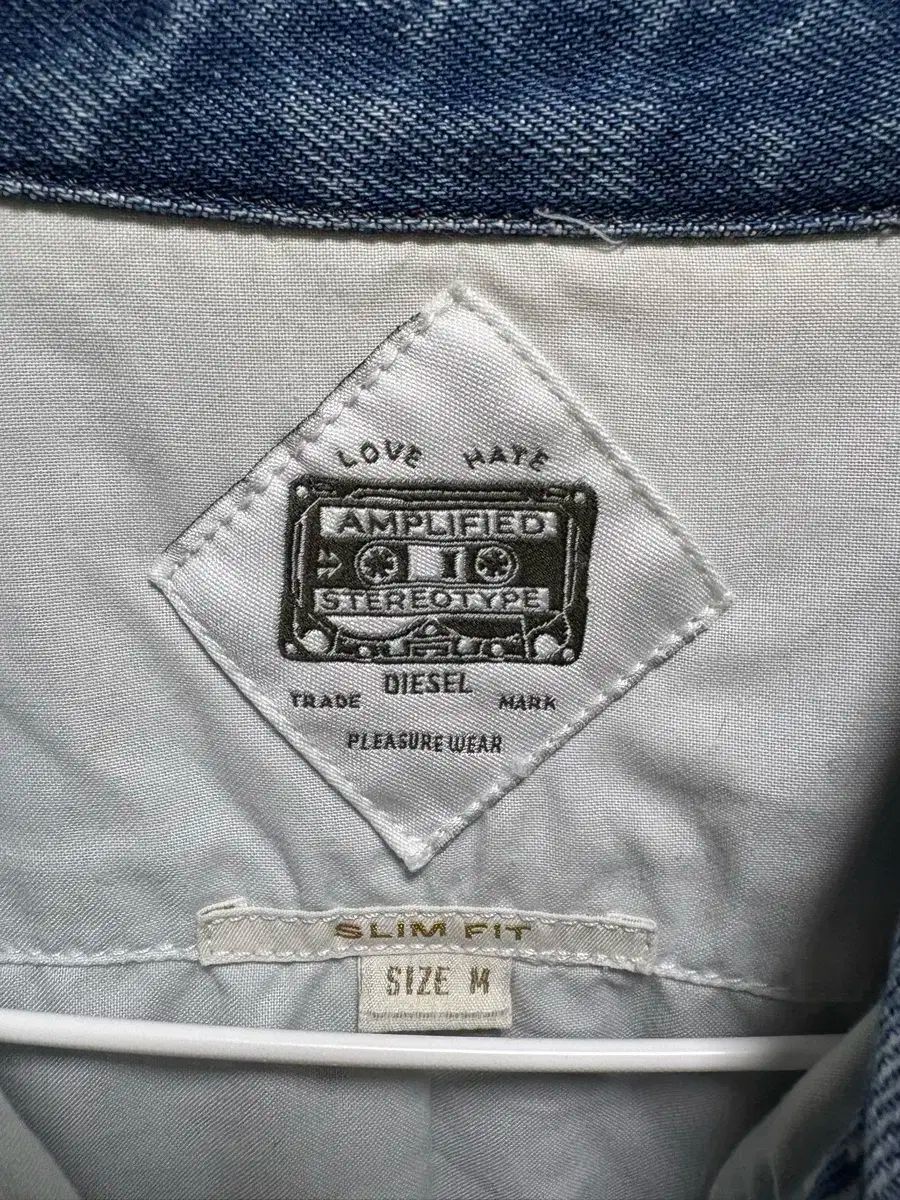 LOVE HATE
AMPLIFIED
STEREOTYPE
DIESEL
TRADE MARK
PLEASURE WEAR
SLIM FIT
SIZE M